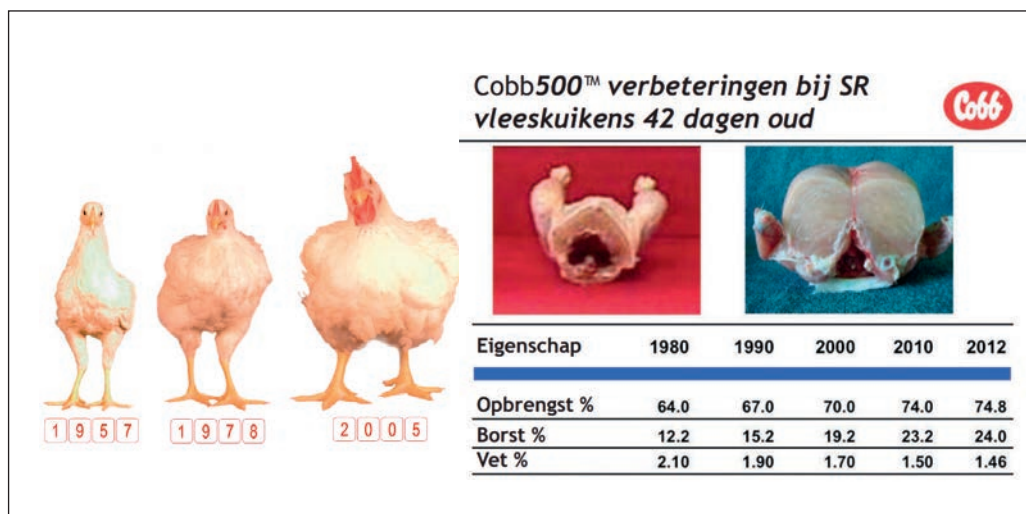 Cobb500™ verbeteringen bij SR
vleeskuikens 42 dagen oud
Cobb
1957
1978
2005
Eigenschap 1980 1990 2000 2010 2012
Opbrengst % 64.0 67.0 70.0 74.0 74.8
Borst % 12.2 15.2 19.2 23.2 24.0
Vet % 2.10 1.90 1.70 1.50 1.46